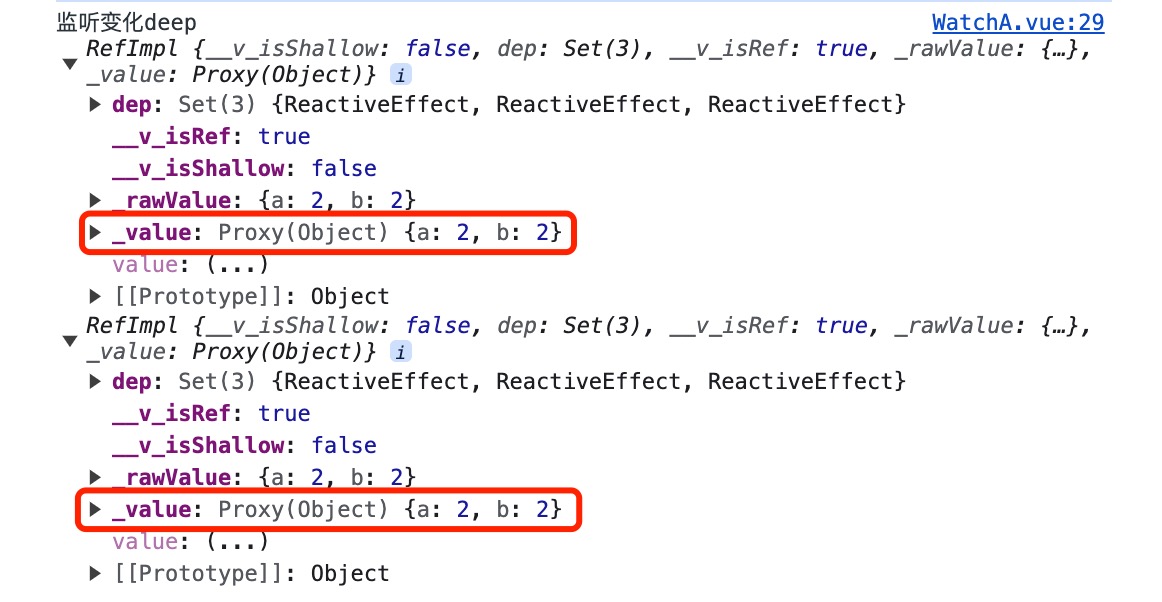 监听变化deep WatchA.vue:29
RefImpl {__v_isShallow: false, dep: Set(3), __v_isRef: true, _rawValue: {…},
_value: Proxy(Object)} i
dep: Set(3) {ReactiveEffect, ReactiveEffect, ReactiveEffect}
__v_isRef: true
__v_isShallow: false
_rawValue: {a: 2, b: 2}
_value: Proxy(Object) {a: 2, b: 2}
value: (...)
[[Prototype]]: Object
RefImpl {__v_isShallow: false, dep: Set(3), __v_isRef: true, _rawValue: {…},
_value: Proxy(Object)} i
dep: Set(3) {ReactiveEffect, ReactiveEffect, ReactiveEffect}
__v_isRef: true
__v_isShallow: false
_rawValue: {a: 2, b: 2}
_value: Proxy(Object) {a: 2, b: 2}
value: (...)
[[Prototype]]: Object